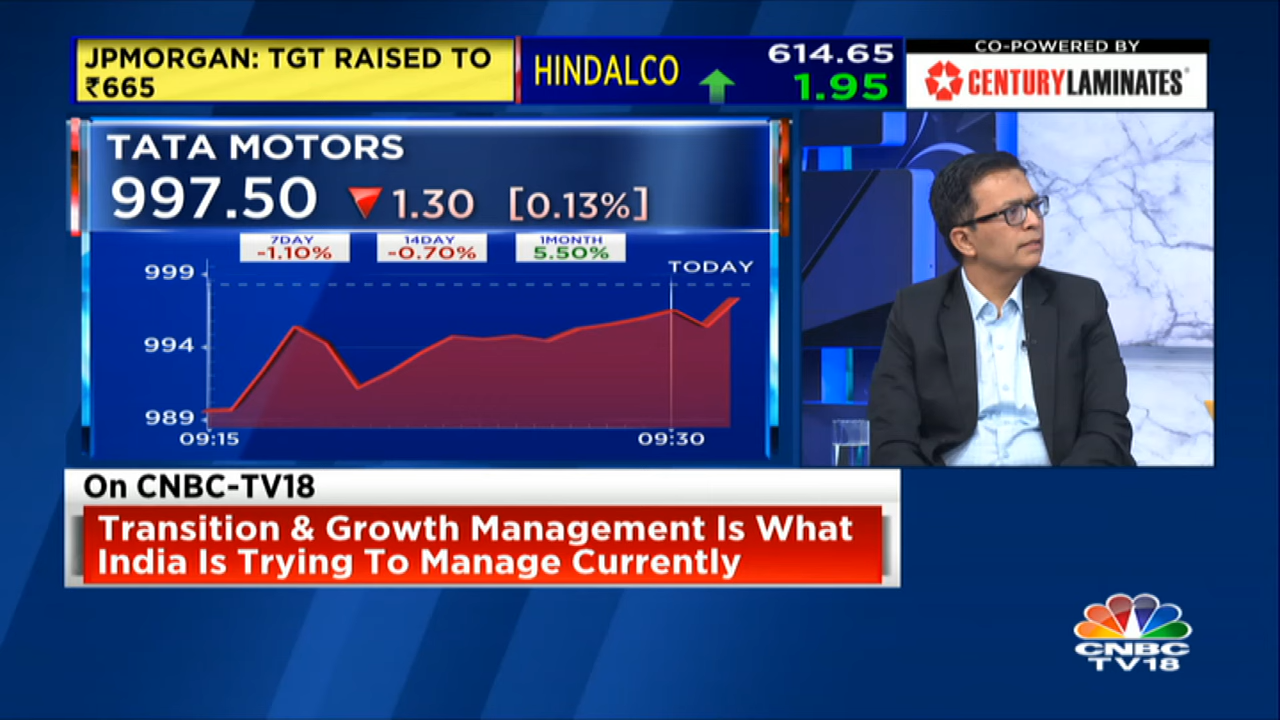 JPMORGAN: TGT RAISED TO
₹665
HINDALCO
614.65
1.95
CO-POWERED BY
CENTURYLAMINATES®
TATA MOTORS
997.50 ▼1.30 [0.13%]
7DAY
-1.10%
14DAY
-0.70%
1MONTH
5.50%
TODAY
999
994
989
09:15
09:30
On CNBC-TV18
Transition & Growth Management Is What
India Is Trying To Manage Currently
CNBC
TV18